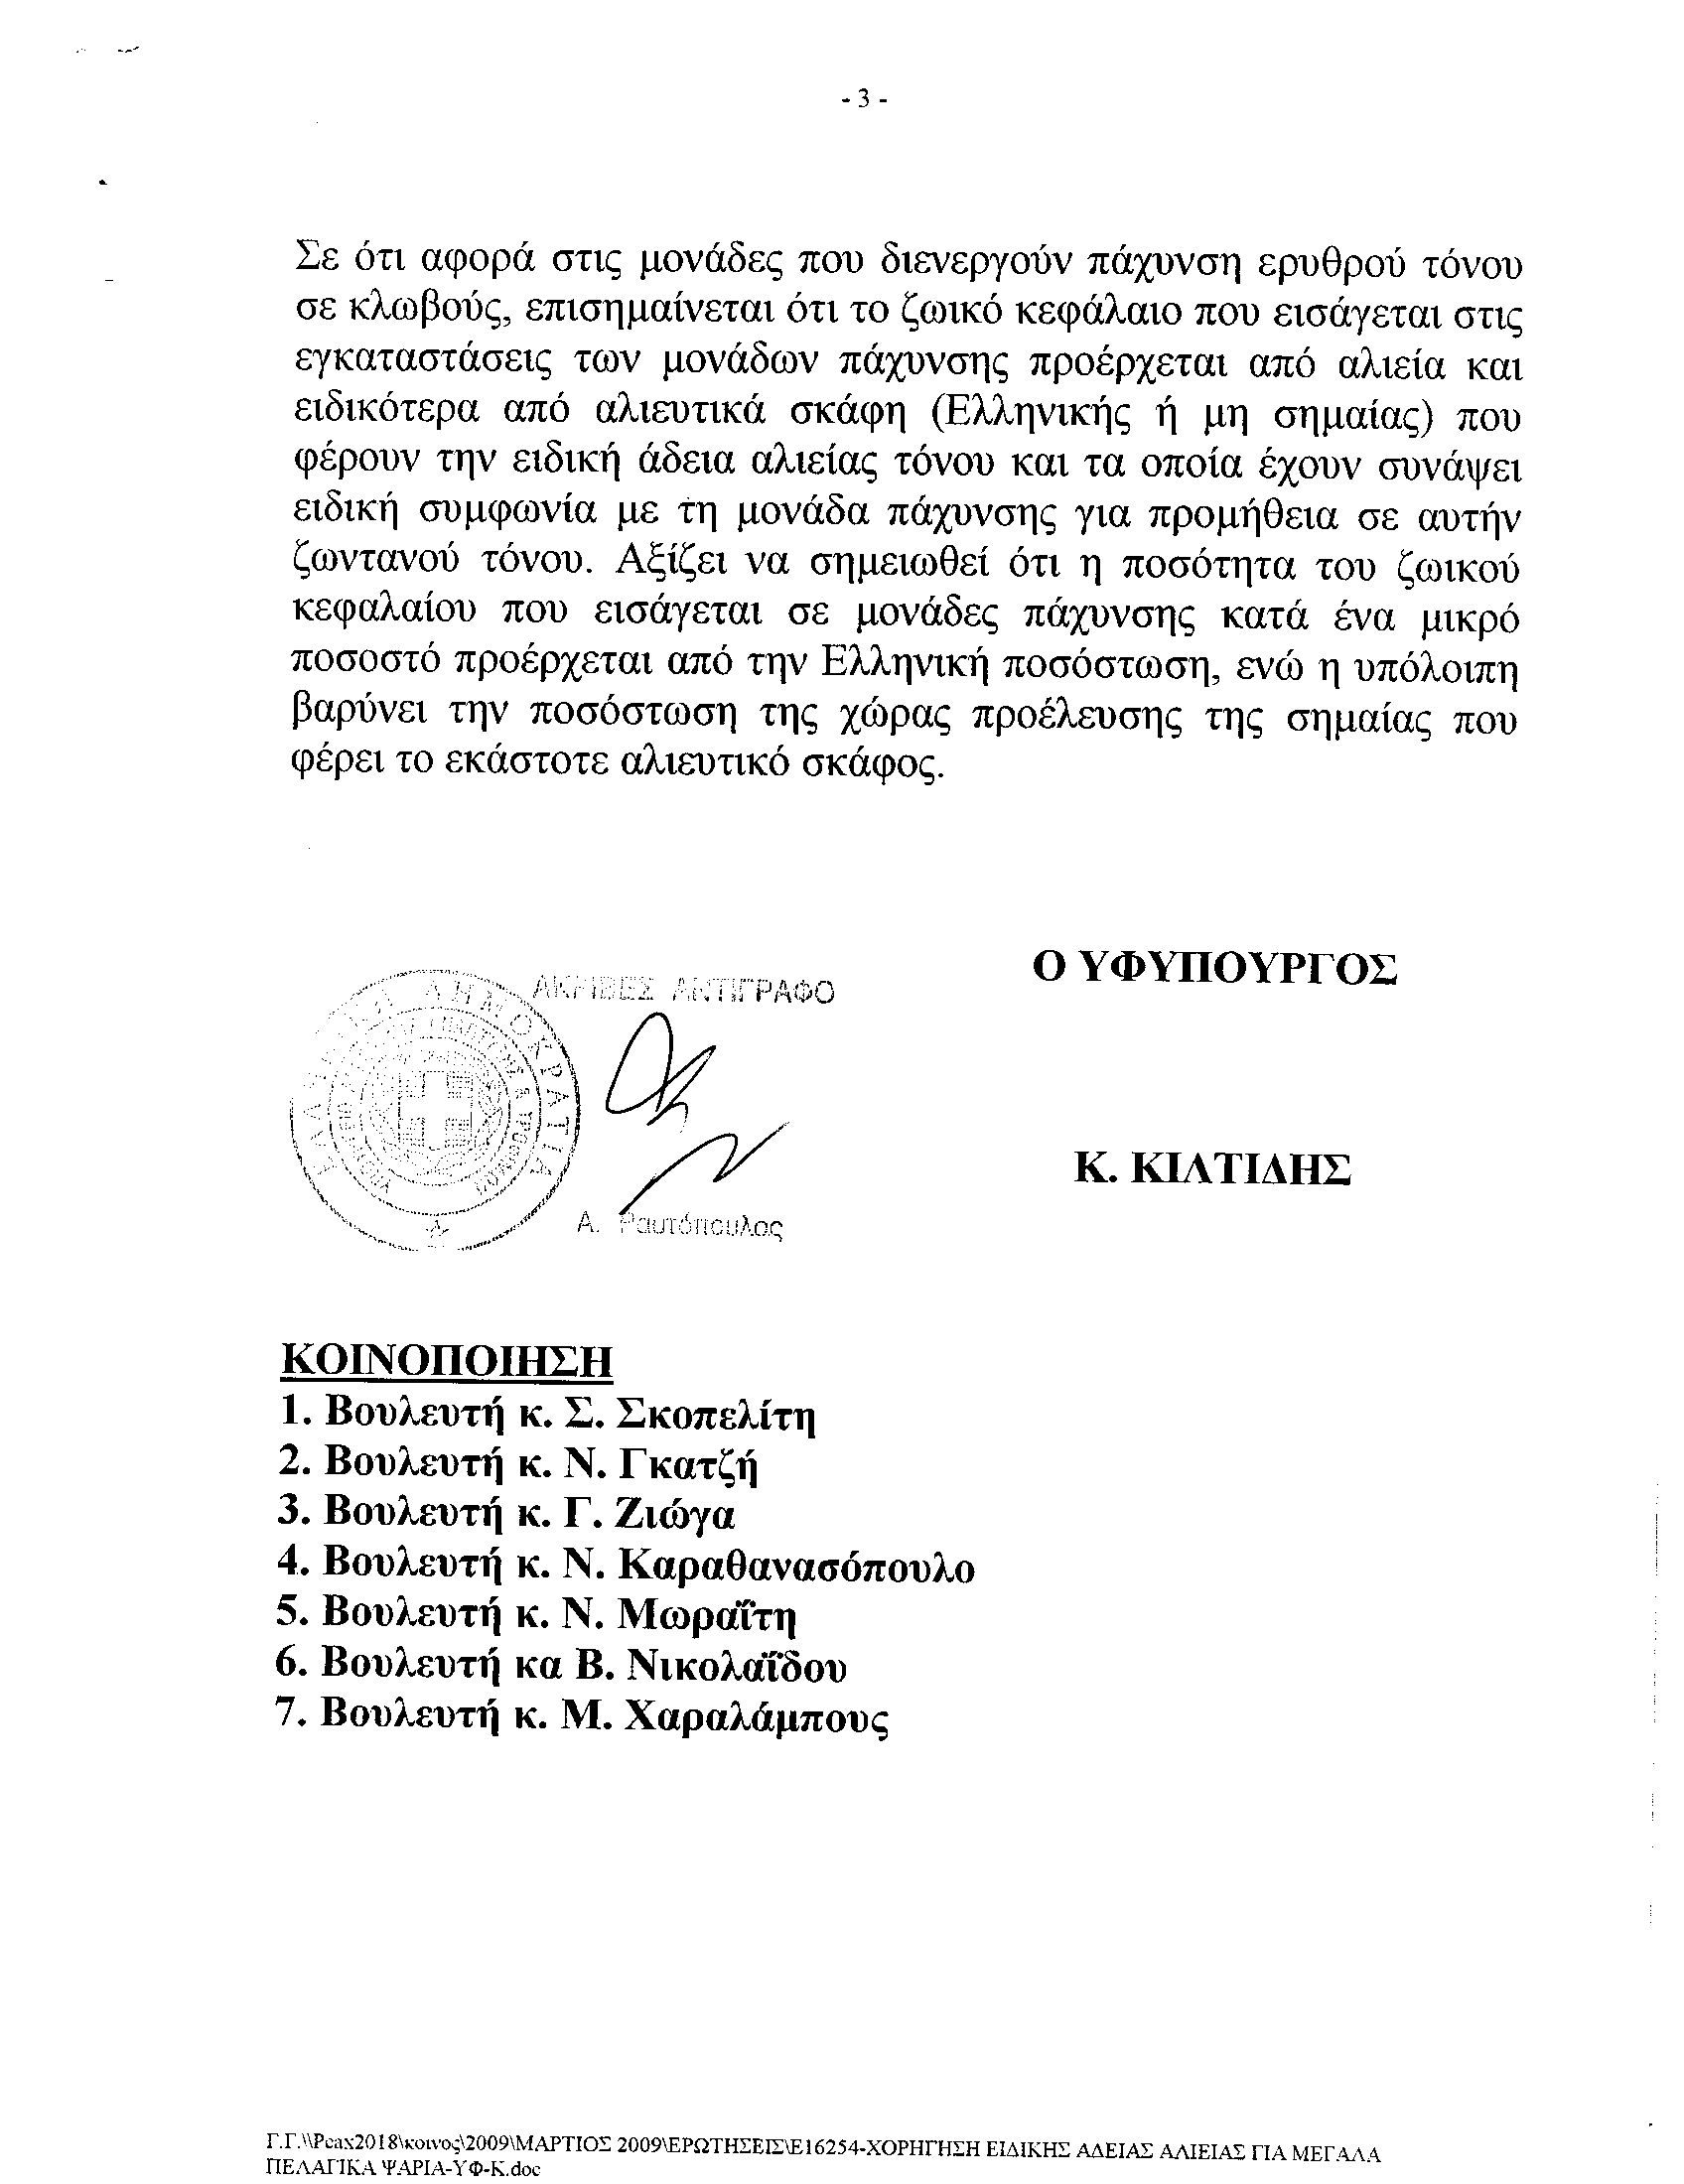 - 3 -
Σε ότι αφορά στις μονάδες που διενεργούν πάχυνση ερυθρού τόνου
σε κλωβούς, επισημαίνεται ότι το ζωικό κεφάλαιο που εισάγεται στις
εγκαταστάσεις των μονάδων πάχυνσης προέρχεται από αλιεία και
ειδικότερα από αλιευτικά σκάφη (Ελληνικής ή μη σημαίας) που
φέρουν την ειδική άδεια αλιείας τόνου και τα οποία έχουν συνάψει
ειδική συμφωνία με τη μονάδα πάχυνσης για προμήθεια σε αυτήν
ζωντανού τόνου. Αξίζει να σημειωθεί ότι η ποσότητα του ζωικού
κεφαλαίου που εισάγεται σε μονάδες πάχυνσης κατά ένα μικρό
ποσοστό προέρχεται από την Ελληνική ποσόστωση, ενώ η υπόλοιπη
βαρύνει την ποσόστωση της χώρας προέλευσης της σημαίας που
φέρει το εκάστοτε αλιευτικό σκάφος.
Ο ΥΦΥΠΟΥΡΓΟΣ
ΑΚΡΙΒΕΣ ΑΝΤΙΓΡΑΦΟ
ΕΛΛΗΝΙΚΗ ΔΗΜΟΚΡΑΤΙΑ
Κ. ΚΙΛΤΙΔΗΣ
Α. Ραυτόπουλος
ΚΟΙΝΟΠΟΙΗΣΗ
1. Βουλευτή κ. Σ. Σκοπελίτη
2. Βουλευτή κ. Ν. Γκατζή
3. Βουλευτή κ. Γ. Ζιώγα
4. Βουλευτή κ. Ν. Καραθανασόπουλο
5. Βουλευτή κ. Ν. Μωραΐτη
6. Βουλευτή κα Β. Νικολαΐδου
7. Βουλευτή κ. Μ. Χαραλάμπους
Γ.Γ.\\Pcax2018\κοινος\2009\ΜΑΡΤΙΟΣ 2009\ΕΡΩΤΗΣΕΙΣ\Ε16254-ΧΟΡΗΓΗΣΗ ΕΙΔΙΚΗΣ ΑΔΕΙΑΣ ΑΛΙΕΙΑΣ ΓΙΑ ΜΕΓΑΛΑ
ΠΕΛΑΓΙΚΑ ΨΑΡΙΑ-ΥΦ-Κ.doc